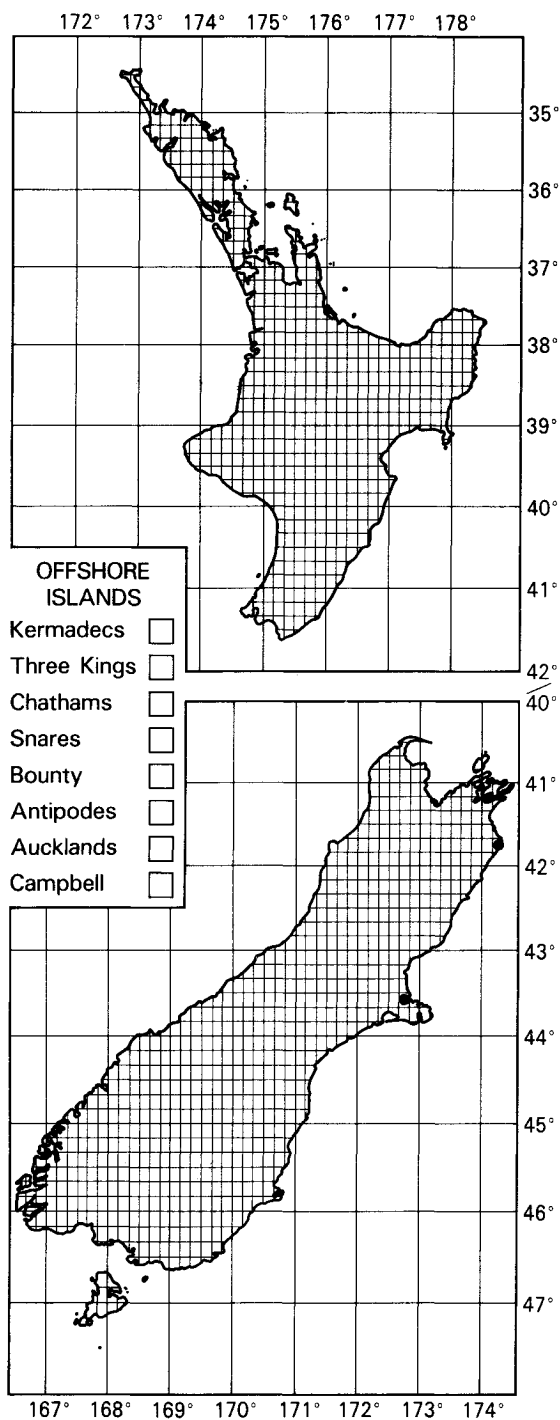 172° 173° 174° 175° 176° 177° 178°
35°
36°
37°
38°
39°
40°
41°
42°
OFFSHORE
ISLANDS
Kermadecs
Three Kings
Chathams
Snares
Bounty
Antipodes
Aucklands
Campbell
40°
41°
42°
43°
44°
45°
46°
47°
167° 168° 169° 170° 171° 172° 173° 174°